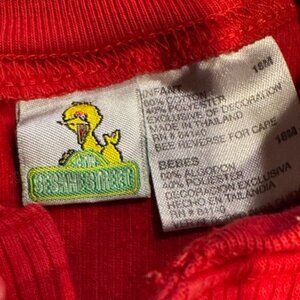 SESAME STREET
INFANT
60% COTTON
40% POLYESTER
EXCLUSIVE OF DECORATION
MADE IN THAILAND
BEE REVERSE FOR CARE
18M
BEBES
60% ALGODON
40% POLIESTER
DECORACION EXCLUSIVA
HECHO EN TAILANDIA
18M